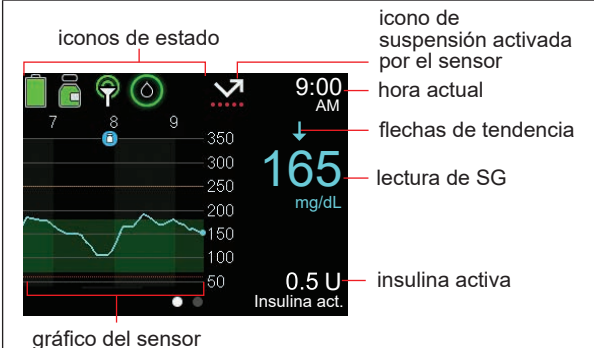 iconos de estado
icono de
suspensión activada
por el sensor
9:00
AM
hora actual
7 8 9
flechas de tendencia
350
300
250
200
150
100
50
165
mg/dL
lectura de SG
0.5 U
Insulina act.
insulina activa
gráfico del sensor